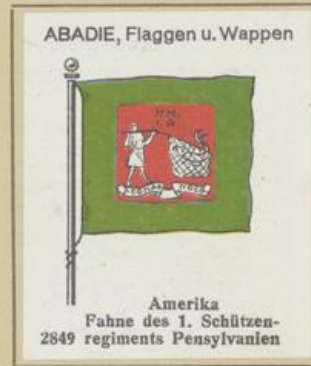 ABADIE, Flaggen u. Wappen
Amerika
Fahne des 1. Schützen-
2849 regiments Pensylvanien